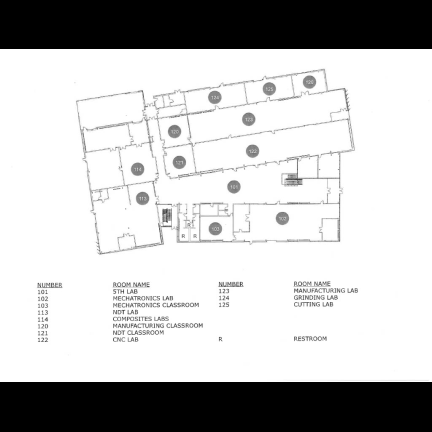 124
125
123
120
122
121
114
113
101
102
103
R
R
NUMBER ROOM NAME NUMBER ROOM NAME
101 5TH LAB 123 MANUFACTURING LAB
102 MECHATRONICS LAB 124 GRINDING LAB
103 MECHATRONICS CLASSROOM 125 CUTTING LAB
113 NDT LAB
114 COMPOSITES LABS
120 MANUFACTURING CLASSROOM
121 NDT CLASSROOM
122 CNC LAB R RESTROOM